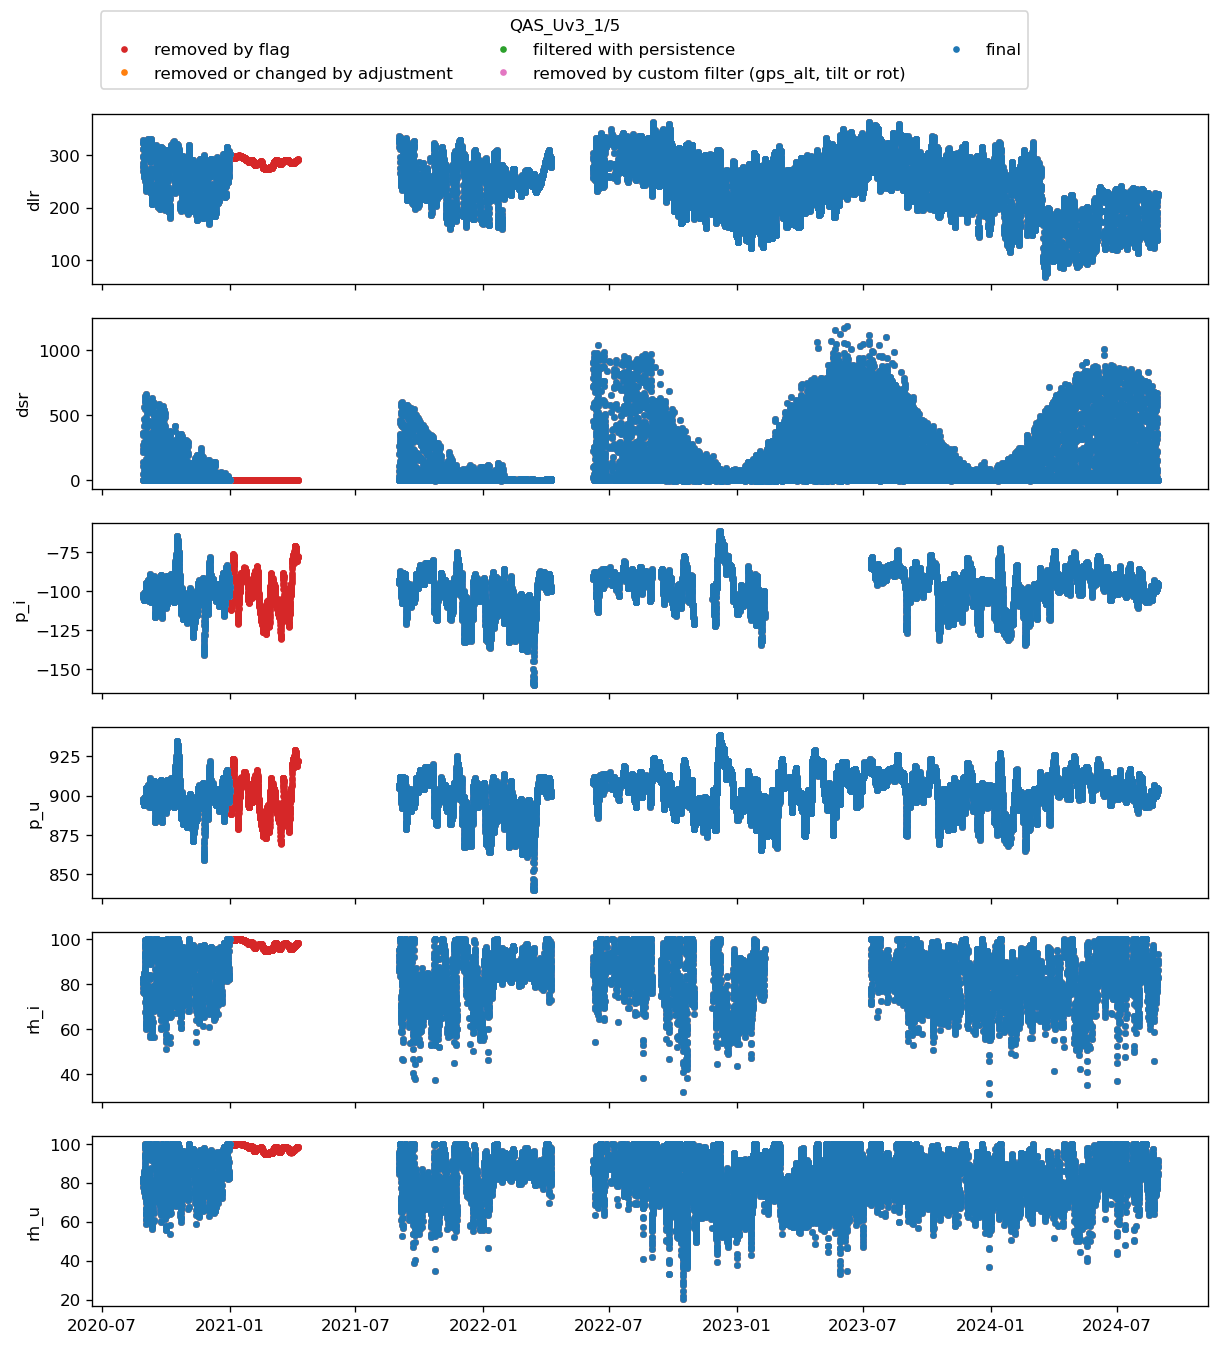 QAS_Uv3_1/5
removed by flag
filtered with persistence
final
removed or changed by adjustment
removed by custom filter (gps_alt, tilt or rot)
300
200
100
dlr
1000
500
0
dsr
−75
−100
−125
−150
p_i
925
900
875
850
p_u
100
80
60
40
rh_i
100
80
60
40
20
rh_u
2020-07
2021-01
2021-07
2022-01
2022-07
2023-01
2023-07
2024-01
2024-07